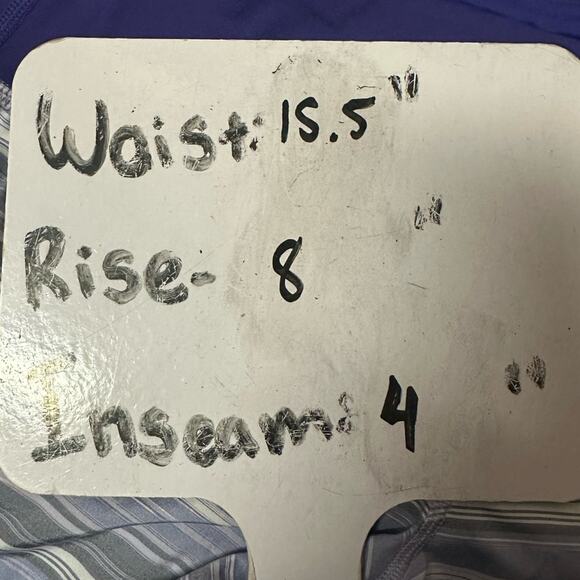 Waist: 15.5"
Rise- 8 "
Inseam: 4 "